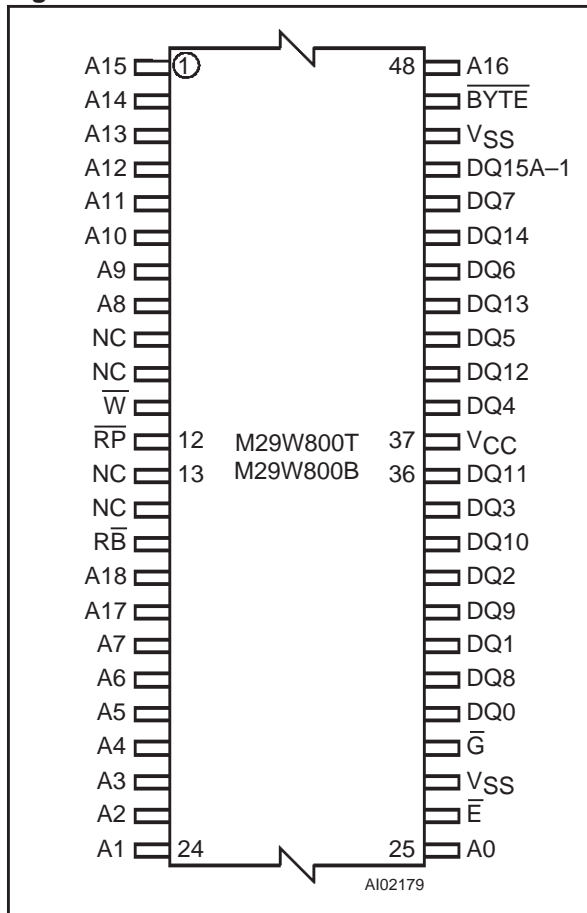 A15 1 48 A16
A14 B̅Y̅T̅E̅
A13 VSS
A12 DQ15A–1
A11 DQ7
A10 DQ14
A9 DQ6
A8 DQ13
NC DQ5
NC DQ12
W̅ DQ4
R̅P̅ 12 M29W800T 37 VCC
NC 13 M29W800B 36 DQ11
NC DQ3
RB̅ DQ10
A18 DQ2
A17 DQ9
A7 DQ1
A6 DQ8
A5 DQ0
A4 G̅
A3 VSS
A2 E̅
A1 24 25 A0
AI02179